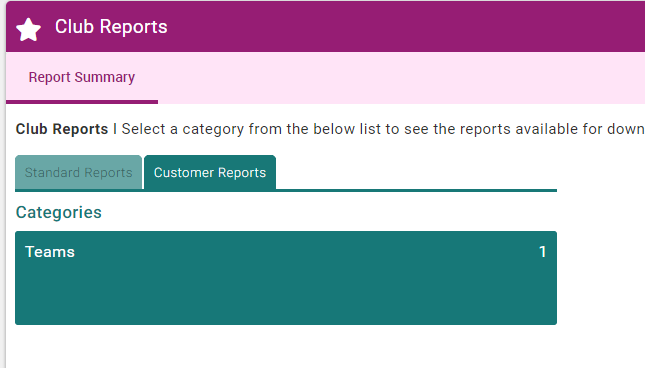 Club Reports
Report Summary
Club Reports | Select a category from the below list to see the reports available for down
Standard Reports
Customer Reports
Categories
Teams 1